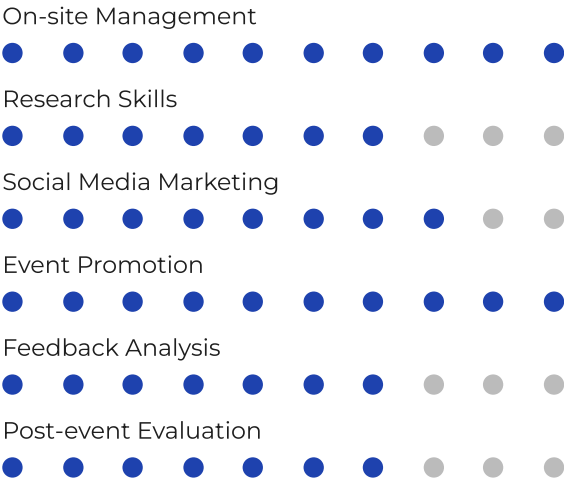 On-site Management
Research Skills
Social Media Marketing
Event Promotion
Feedback Analysis
Post-event Evaluation